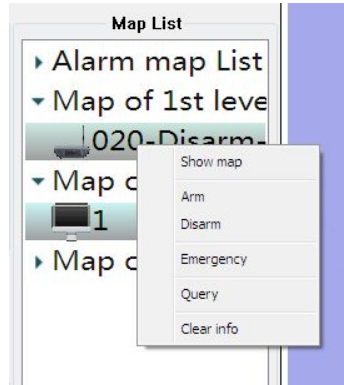 Map List
Alarm map List
Map of 1st leve
020-Disarm-
Show map
Map c
Arm
1
Disarm
Map c
Emergency
Query
Clear info